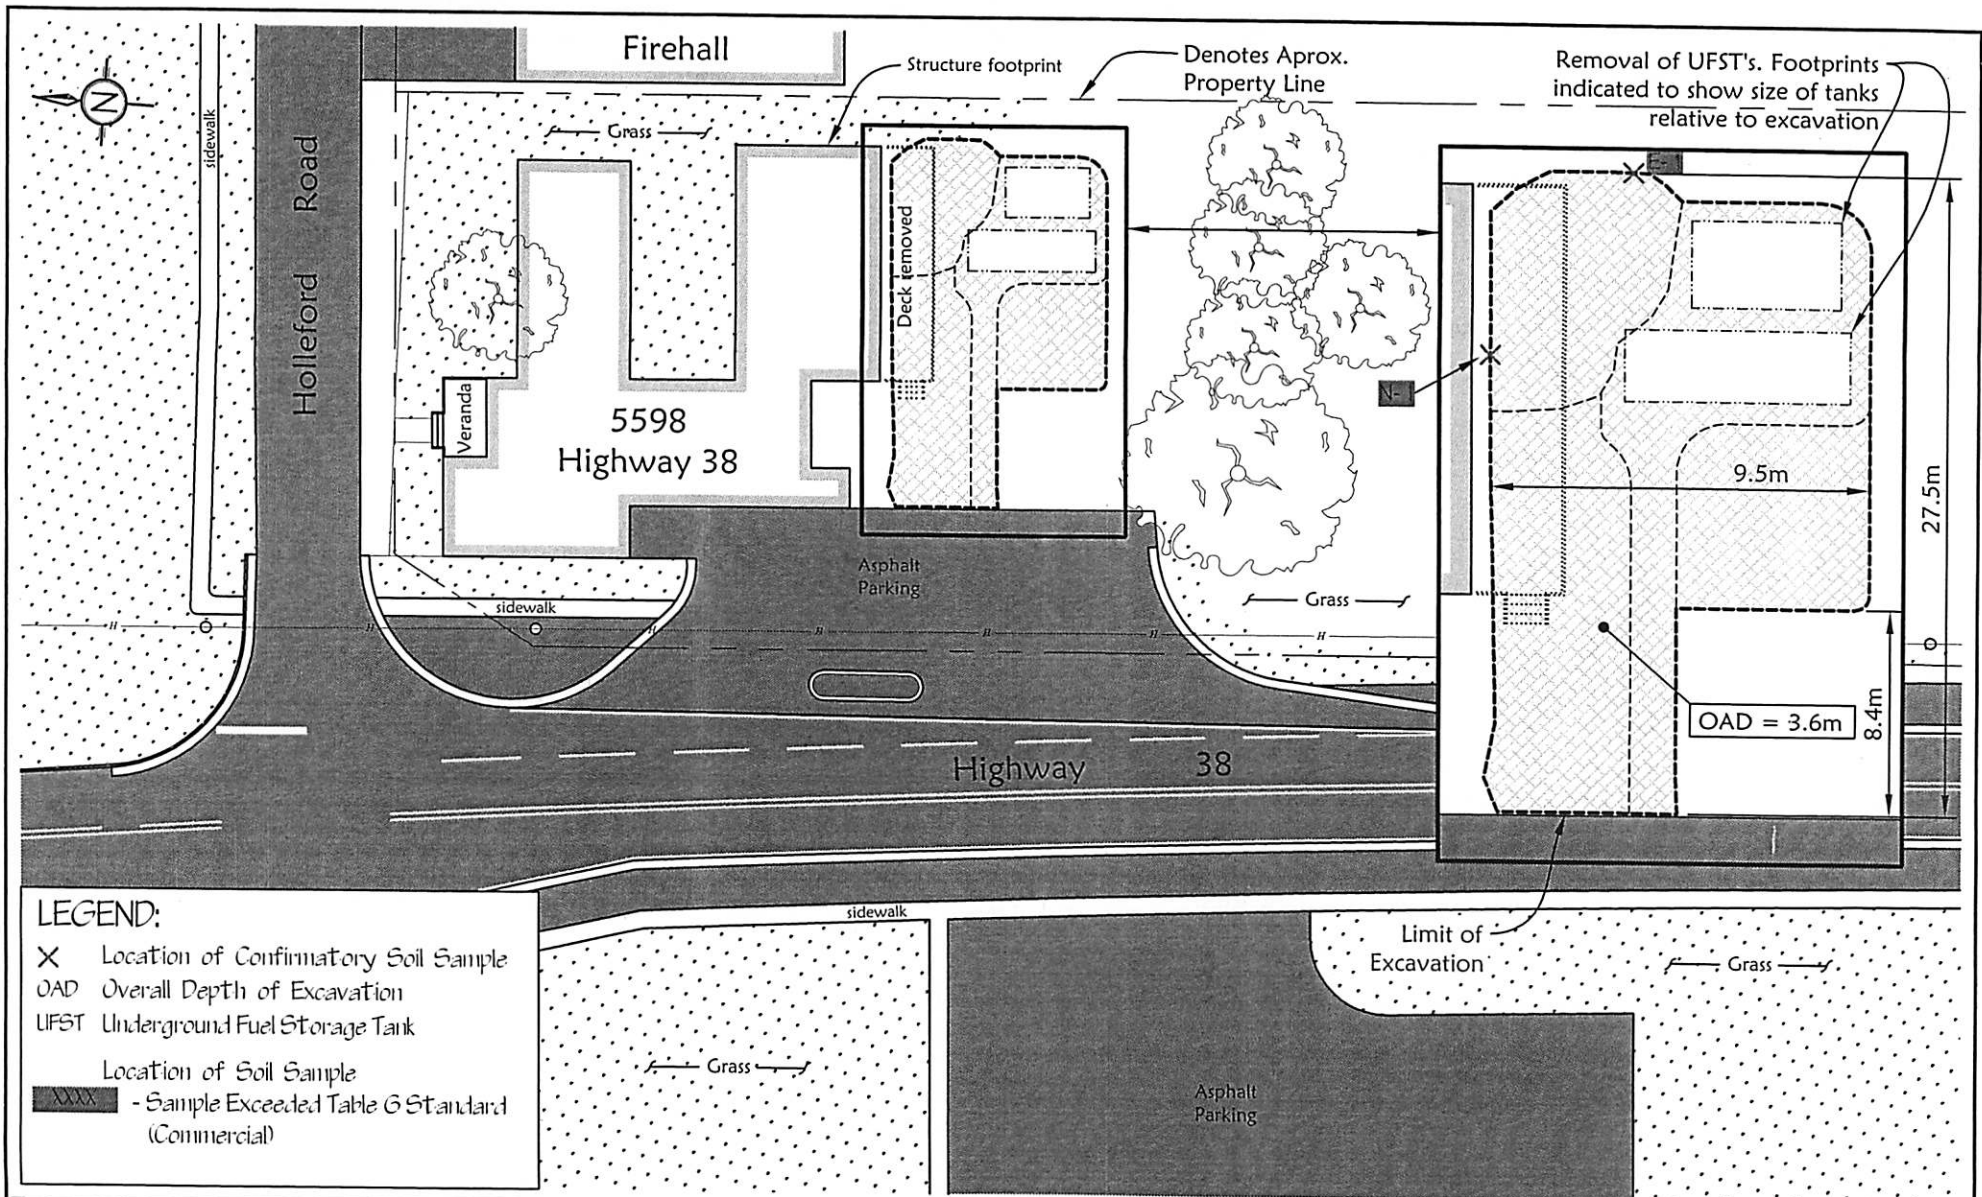 Firehall
Structure footprint
Denotes Aprox.
Property Line
Removal of UFST's. Footprints
indicated to show size of tanks
relative to excavation
N
sidewalk
Holleford Road
Grass
Deck removed
Veranda
5598
Highway 38
N-
9.5m
27.5m
Asphalt
Parking
sidewalk
Grass
H
H
H
H
H
H
OAD = 3.6m
8.4m
Highway 38
sidewalk
Limit of
Excavation
Grass
Grass
Asphalt
Parking
LEGEND:
X Location of Confirmatory Soil Sample
OAD Overall Depth of Excavation
UFST Underground Fuel Storage Tank
Location of Soil Sample
XXXX - Sample Exceeded Table 6 Standard
(Commercial)